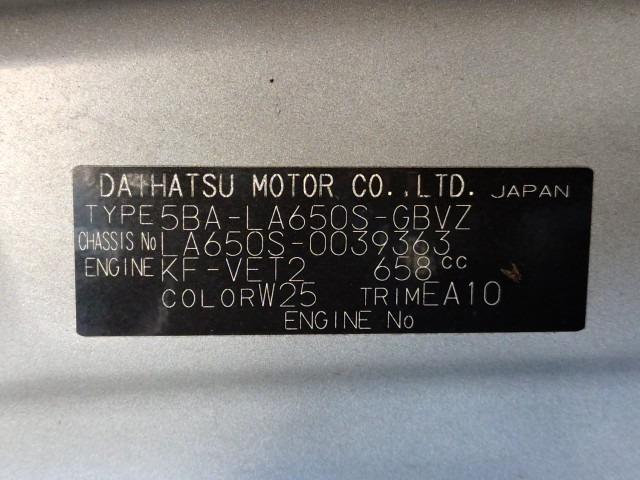 DAIHATSU MOTOR CO.,LTD. JAPAN
TYPE 5BA-LA650S-GBVZ
CHASSIS No LA650S-0039363
ENGINE KF-VET2 658cc
COLOR W25 TRIM EA10
ENGINE No